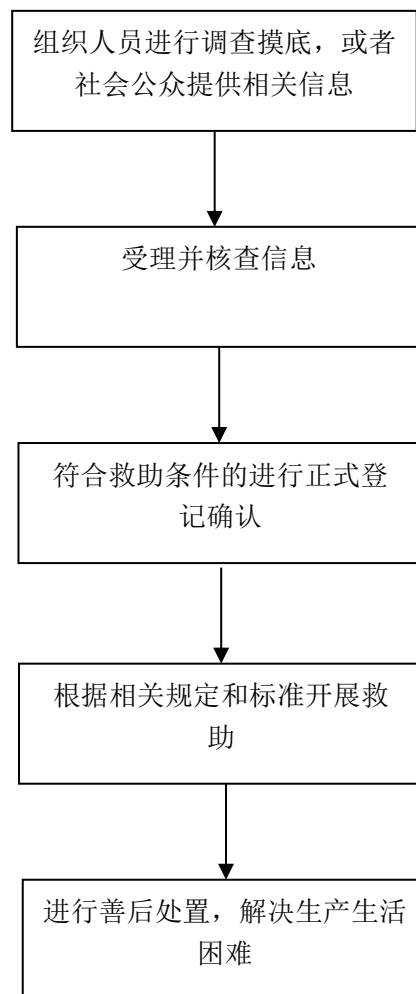 组织人员进行调查摸底，或者
社会公众提供相关信息
受理并核查信息
符合救助条件的进行正式登
记确认
根据相关规定和标准开展救
助
进行善后处置，解决生产生活
困难